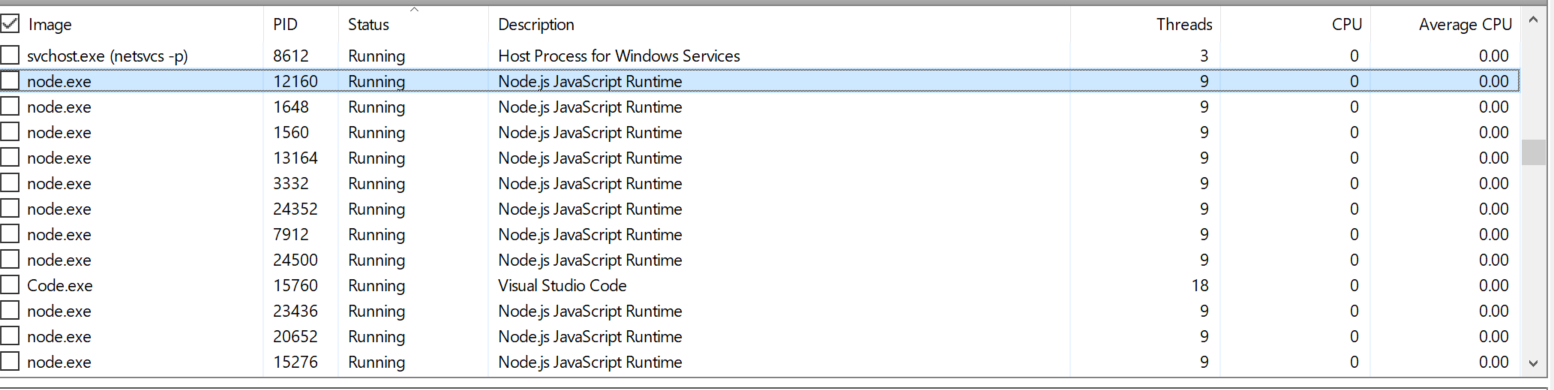 Image PID Status Description Threads CPU Average CPU
svchost.exe (netsvcs -p) 8612 Running Host Process for Windows Services 3 0 0.00
node.exe 12160 Running Node.js JavaScript Runtime 9 0 0.00
node.exe 1648 Running Node.js JavaScript Runtime 9 0 0.00
node.exe 1560 Running Node.js JavaScript Runtime 9 0 0.00
node.exe 13164 Running Node.js JavaScript Runtime 9 0 0.00
node.exe 3332 Running Node.js JavaScript Runtime 9 0 0.00
node.exe 24352 Running Node.js JavaScript Runtime 9 0 0.00
node.exe 7912 Running Node.js JavaScript Runtime 9 0 0.00
node.exe 24500 Running Node.js JavaScript Runtime 9 0 0.00
Code.exe 15760 Running Visual Studio Code 18 0 0.00
node.exe 23436 Running Node.js JavaScript Runtime 9 0 0.00
node.exe 20652 Running Node.js JavaScript Runtime 9 0 0.00
node.exe 15276 Running Node.js JavaScript Runtime 9 0 0.00